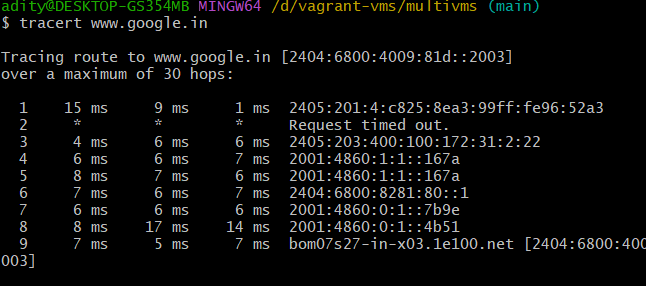 adity@DESKTOP-GS354MB MINGW64 /d/vagrant-vms/multivms (main)
$ tracert www.google.in
Tracing route to www.google.in [2404:6800:4009:81d::2003]
over a maximum of 30 hops:
1 15 ms 9 ms 1 ms 2405:201:4:c825:8ea3:99ff:fe96:52a3
2 * * * Request timed out.
3 4 ms 6 ms 6 ms 2405:203:400:100:172:31:2:22
4 6 ms 6 ms 7 ms 2001:4860:1:1::167a
5 8 ms 7 ms 6 ms 2001:4860:1:1::167a
6 7 ms 6 ms 7 ms 2404:6800:8281:80::1
7 6 ms 6 ms 6 ms 2001:4860:0:1::7b9e
8 8 ms 17 ms 14 ms 2001:4860:0:1::4b51
9 7 ms 5 ms 7 ms bom07s27-in-x03.1e100.net [2404:6800:400
003]